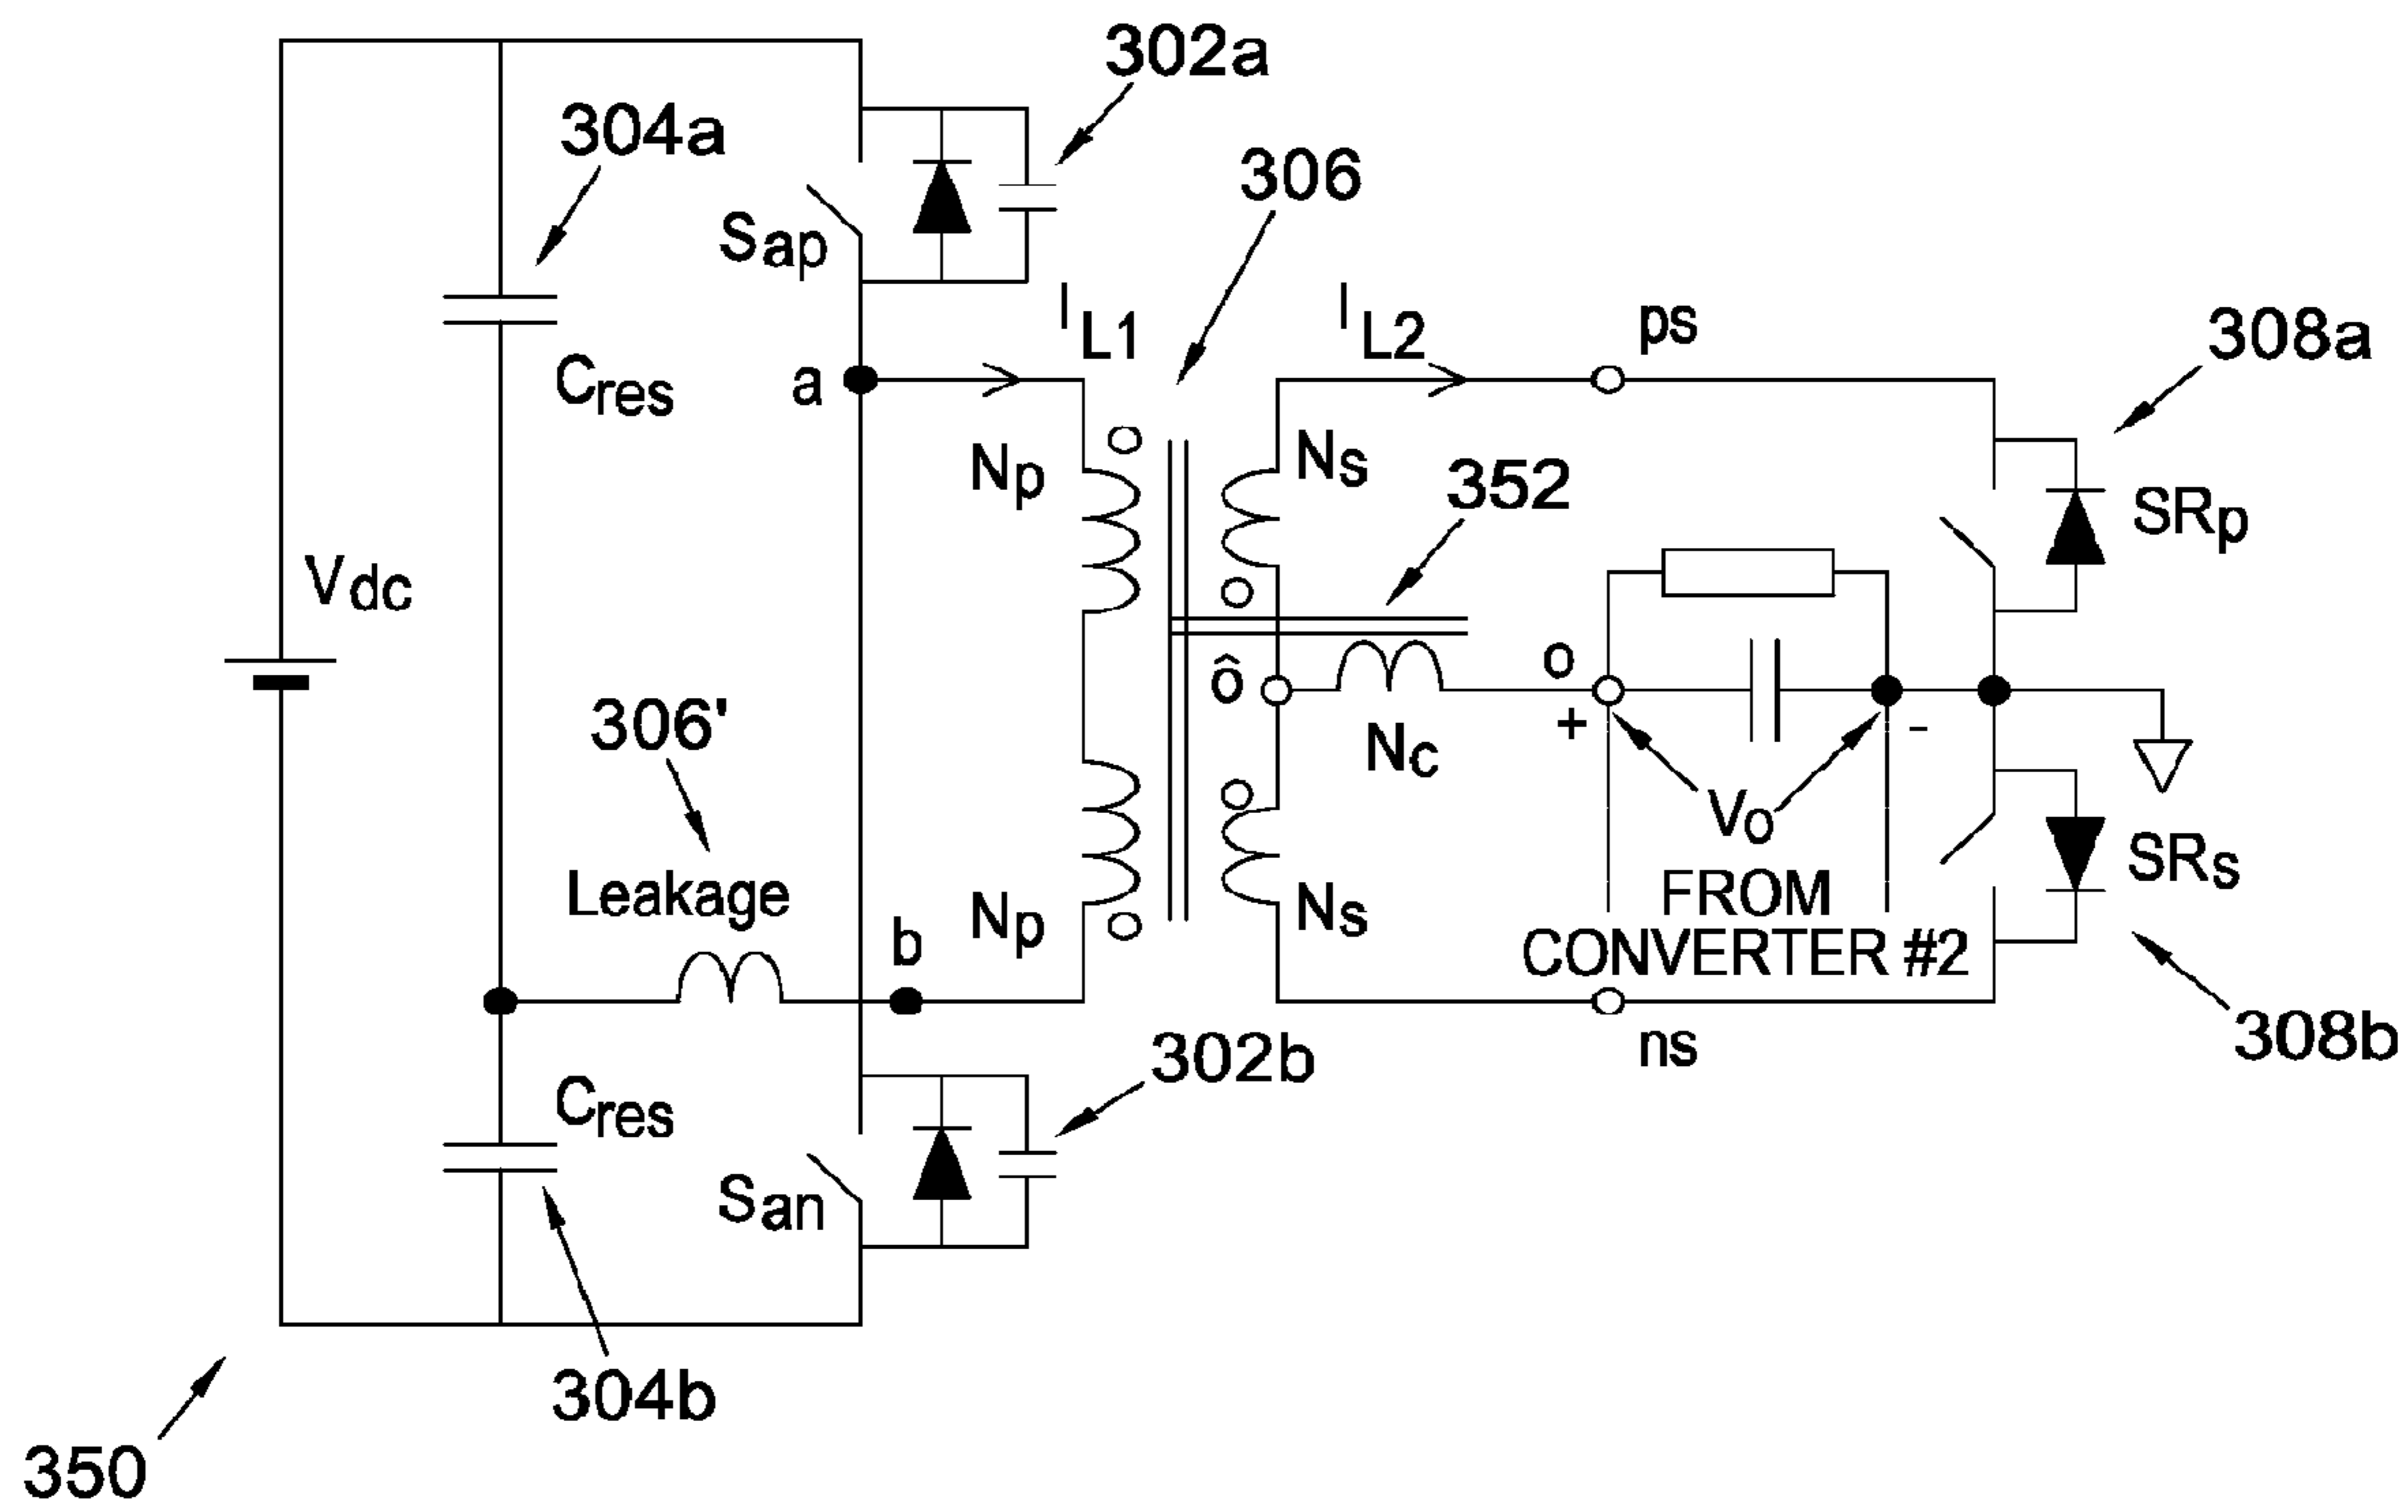 302a
304a
306
Sap
IL1
IL2
ps
308a
Cres
a
Np
Ns
352
SRp
Vdc
ô
o
+
-
306'
Nc
Vo
SRs
Leakage
b
Np
Ns
FROM
CONVERTER #2
ns
308b
302b
Cres
San
304b
350